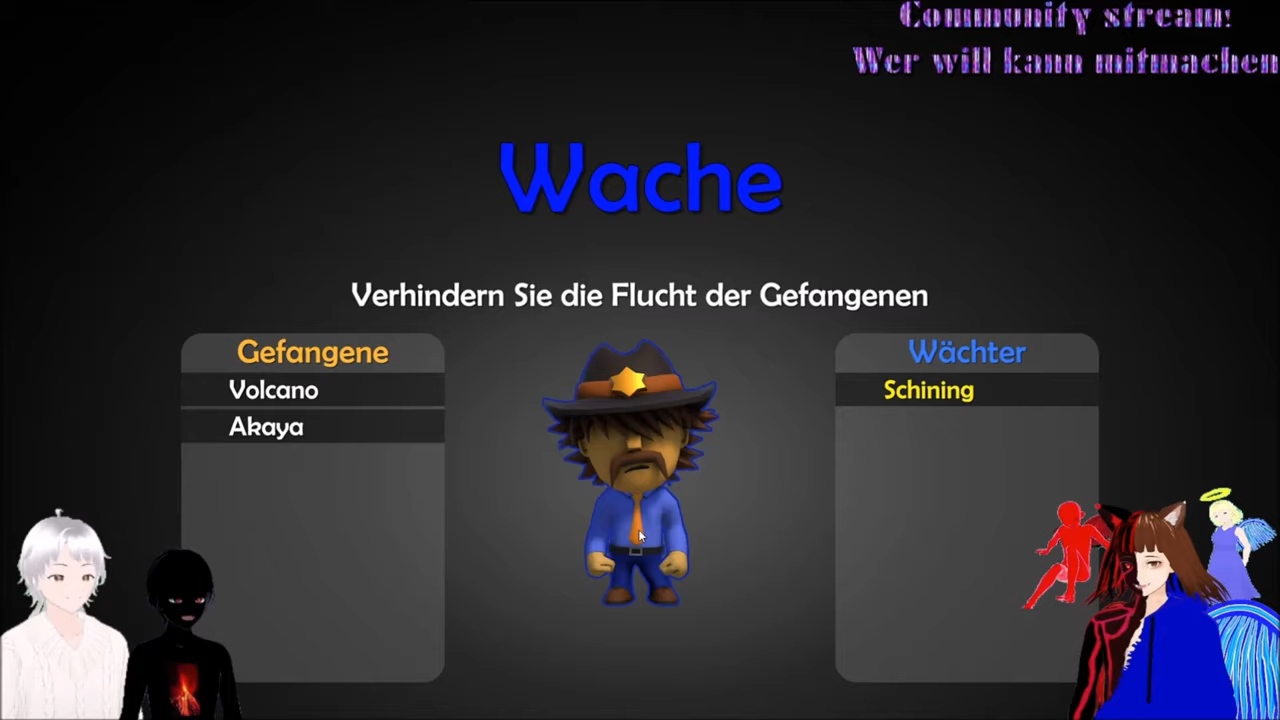 Community stream:
Wer will kann mitmachen
Wache
Verhindern Sie die Flucht der Gefangenen
Gefangene
Volcano
Akaya
Wächter
Schining